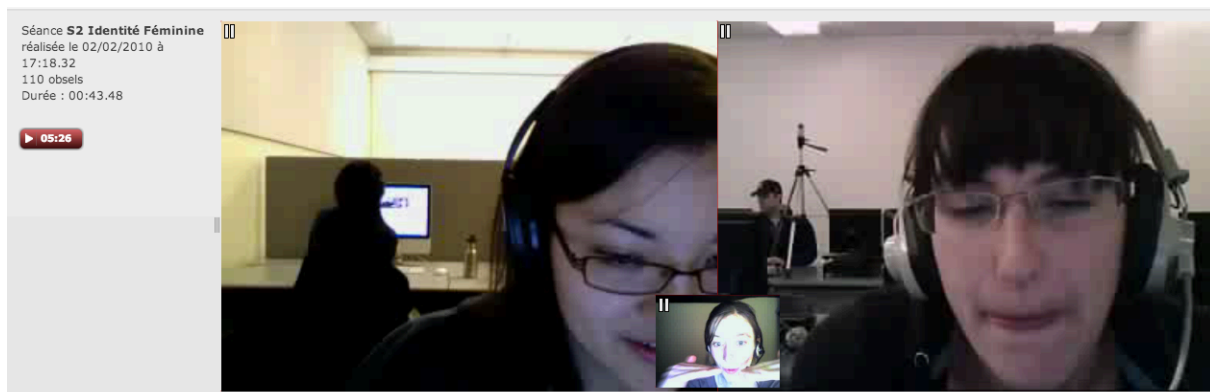 Séance S2 Identité Féminine
réalisée le 02/02/2010 à
17:18.32
110 obsels
Durée : 00:43.48
05:26